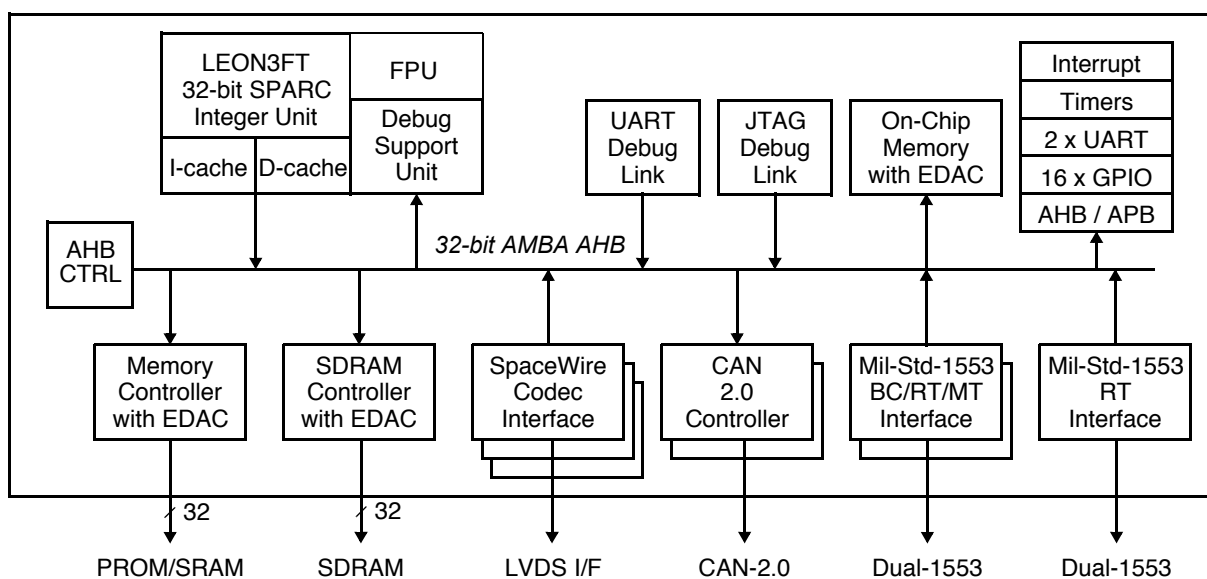 LEON3FT
32-bit SPARC
Integer Unit
I-cache
D-cache
FPU
Debug
Support
Unit
UART
Debug
Link
JTAG
Debug
Link
On-Chip
Memory
with EDAC
Interrupt
Timers
2 x UART
16 x GPIO
AHB / APB
AHB
CTRL
32-bit AMBA AHB
Memory
Controller
with EDAC
SDRAM
Controller
with EDAC
SpaceWire
Codec
Interface
CAN
2.0
Controller
Mil-Std-1553
BC/RT/MT
Interface
Mil-Std-1553
RT
Interface
32
32
PROM/SRAM
SDRAM
LVDS I/F
CAN-2.0
Dual-1553
Dual-1553